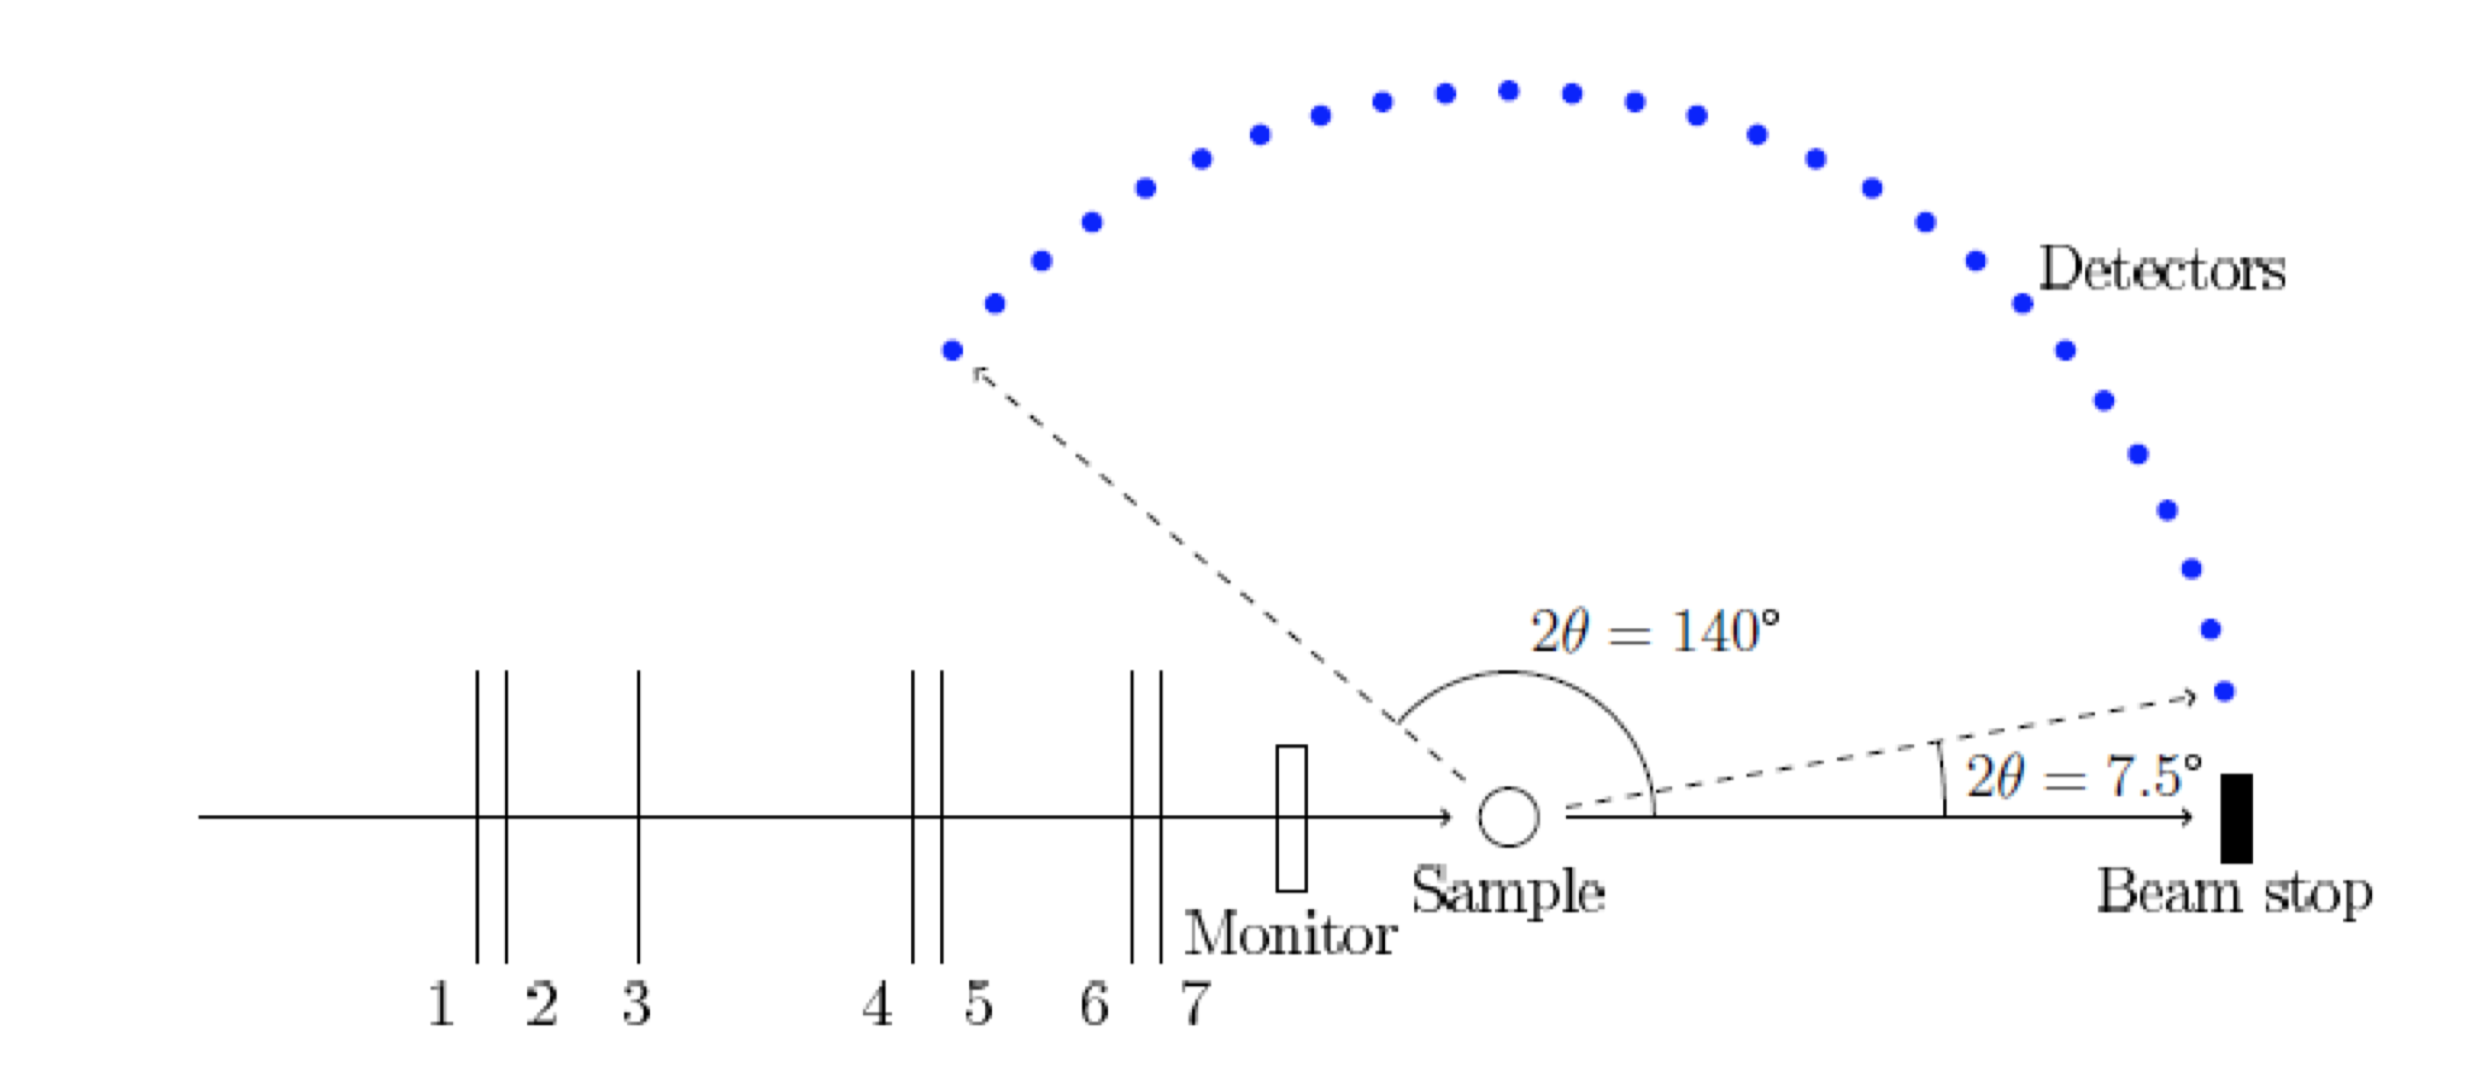 Detectors
2θ = 140°
2θ = 7.5°
Sample
Beam stop
Monitor
1 2 3 4 5 6 7